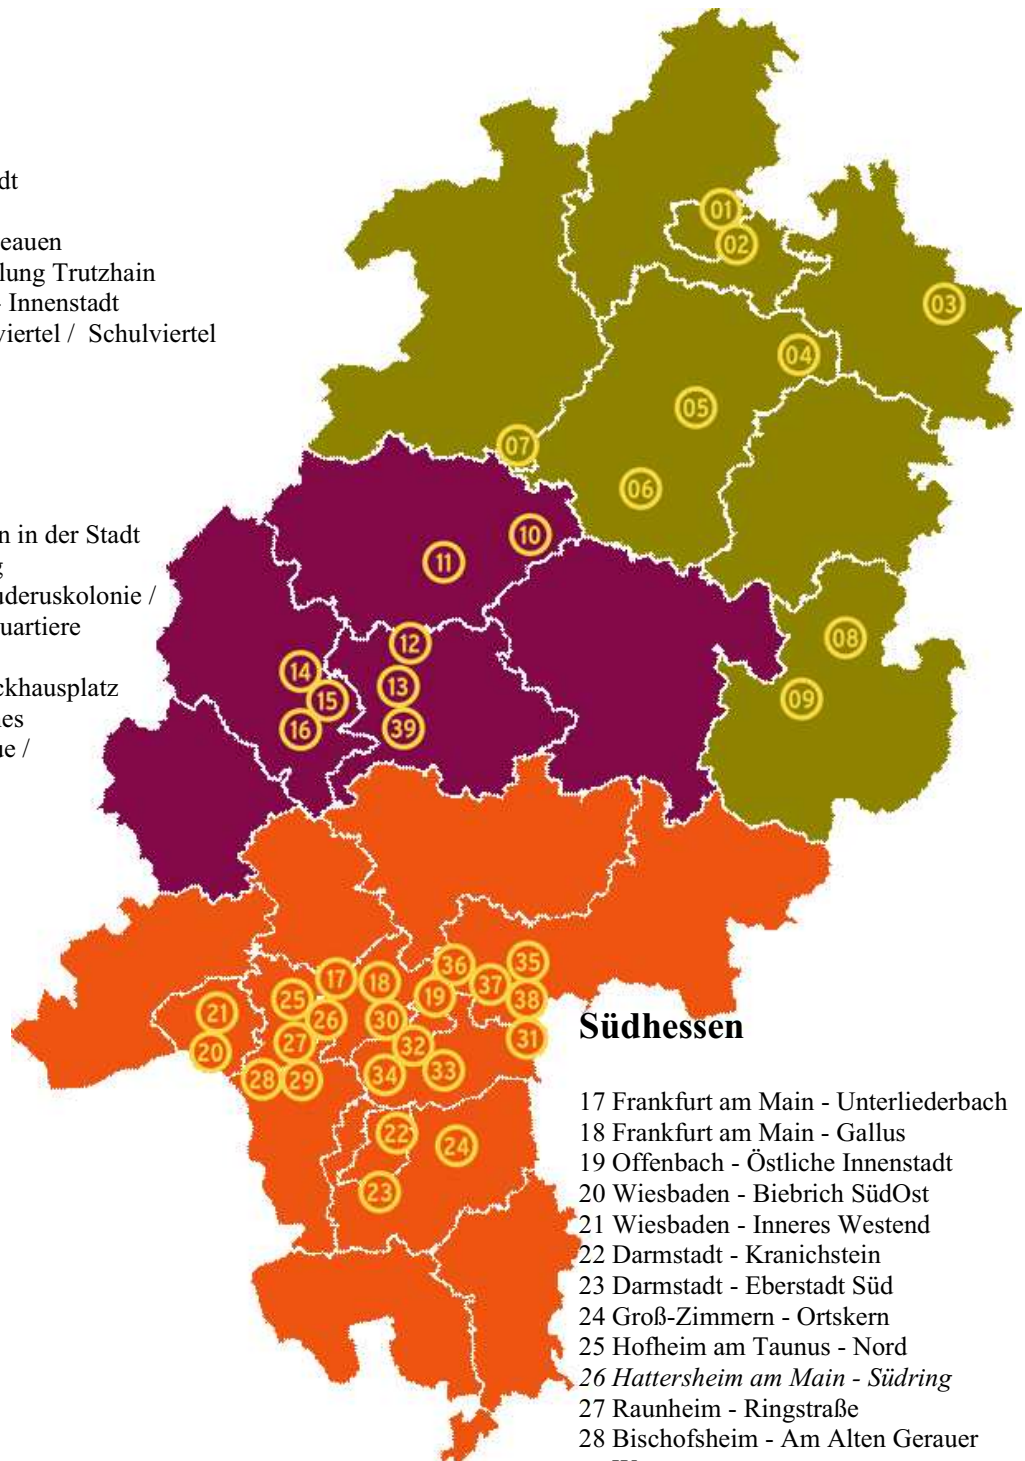 dt
eauen
lung Trutzhain
- Innenstadt
viertel / Schulviertel
n in der Stadt
g
uderuskolonie /
uartiere
ckhausplatz
es
ue /
01
02
03
04
05
07
06
10
11
12
08
14
13
15
09
16
39
17
18
36
35
25
19
37
38
21
26
30
27
32
31
20
28
29
34
33
22
24
23
Südhessen
17 Frankfurt am Main - Unterliederbach
18 Frankfurt am Main - Gallus
19 Offenbach - Östliche Innenstadt
20 Wiesbaden - Biebrich SüdOst
21 Wiesbaden - Inneres Westend
22 Darmstadt - Kranichstein
23 Darmstadt - Eberstadt Süd
24 Groß-Zimmern - Ortskern
25 Hofheim am Taunus - Nord
26 Hattersheim am Main - Südring
27 Raunheim - Ringstraße
28 Bischofsheim - Am Alten Gerauer